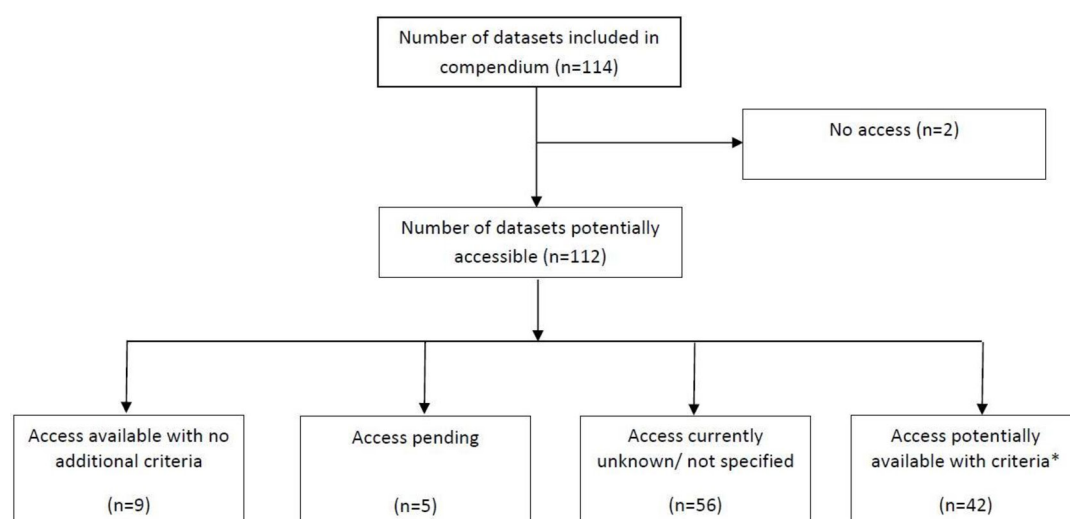 Number of datasets included in
compendium (n=114)
No access (n=2)
Number of datasets potentially
accessible (n=112)
Access available with no
additional criteria
(n=9)
Access pending
(n=5)
Access currently
unknown/ not specified
(n=56)
Access potentially
available with criteria*
(n=42)